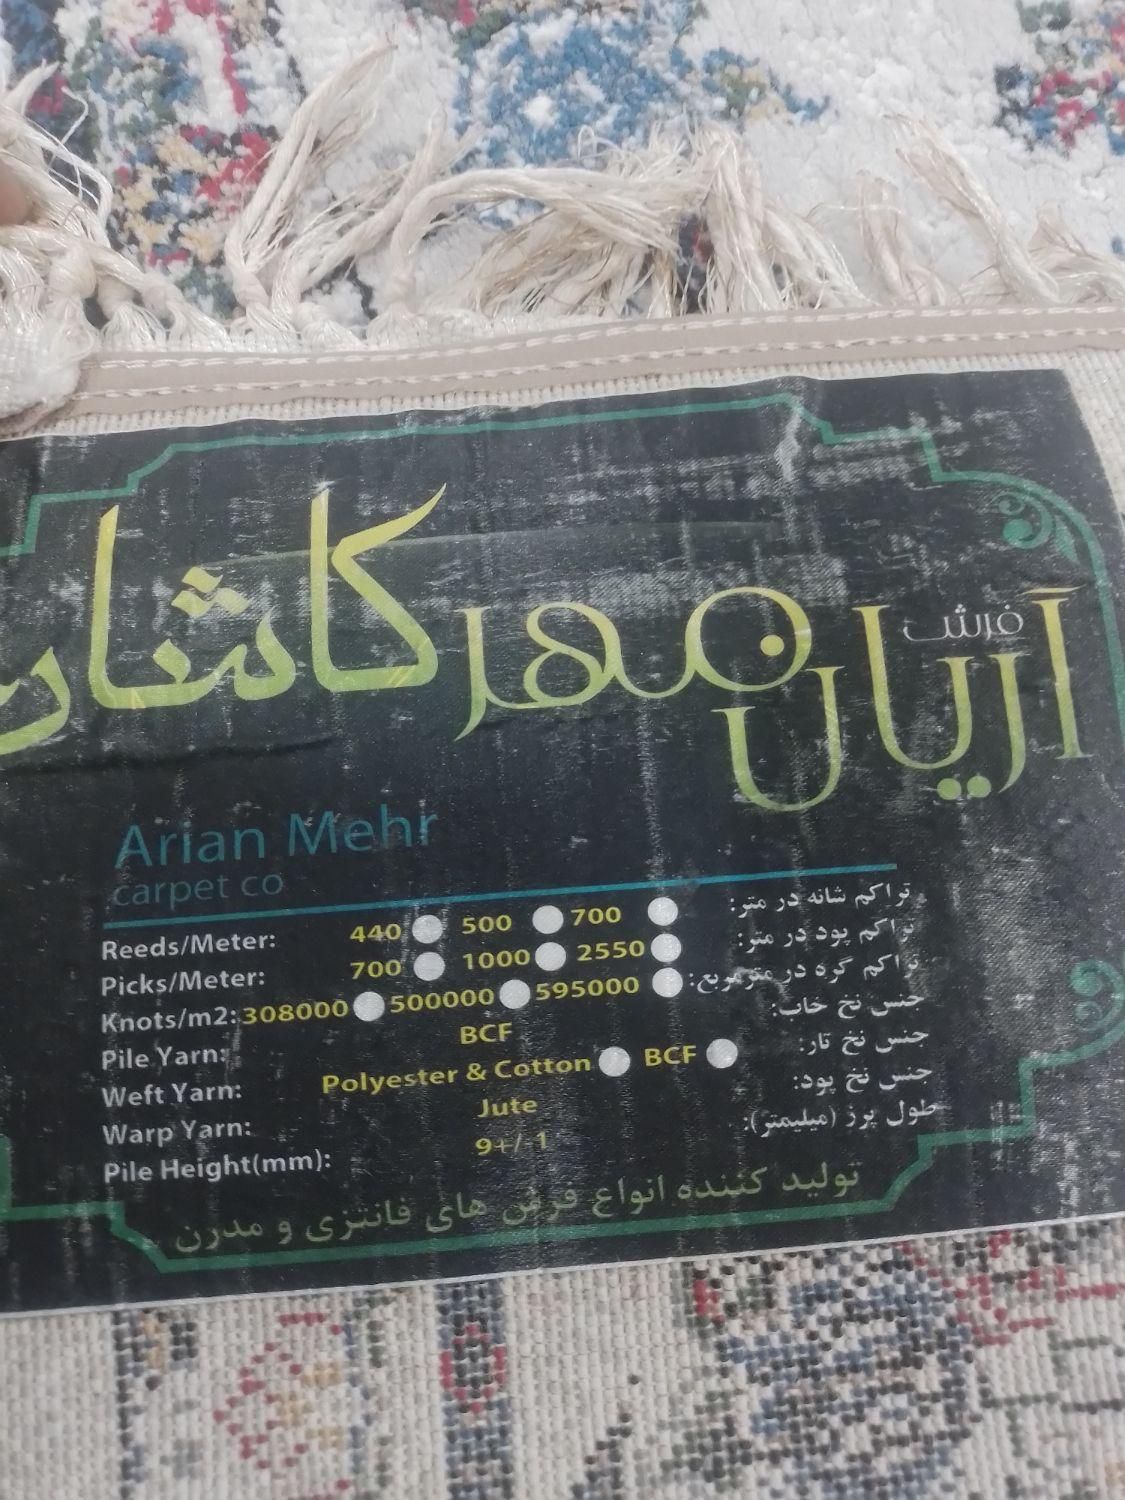 فرش
آریان مهر کاشان
Arian Mehr
carpet co
Reeds/Meter: 440 500 700 تراکم شانه در متر:
Picks/Meter: 700 1000 2550 تراکم پود در متر:
Knots/m2: 308000 500000 595000 تراکم گره در مترمربع:
Pile Yarn: BCF جنس نخ خاب:
Weft Yarn: Polyester & Cotton BCF جنس نخ تار:
Warp Yarn: Jute جنس نخ پود:
Pile Height(mm): 9+/-1 طول پرز (میلیمتر):
تولید کننده انواع فرش های فانتزی و مدرن